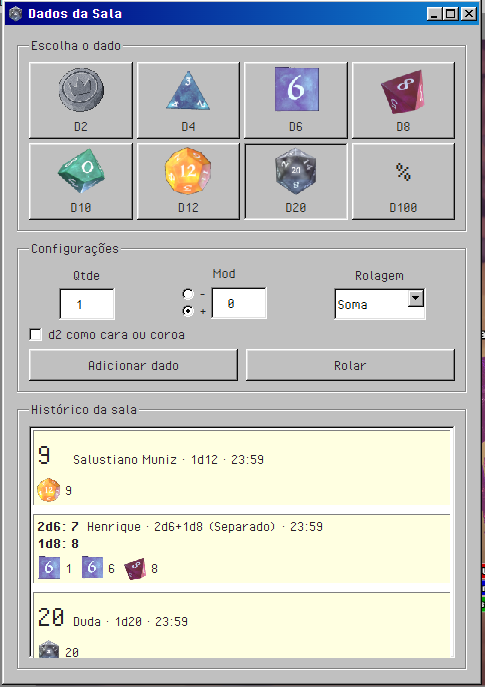 Dados da Sala
Escolha o dado
D2 D4 D6 D8
D10 D12 D20 D100
Configurações
Qtde Mod Rolagem
1 - + 0 Soma
d2 como cara ou coroa
Adicionar dado Rolar
Histórico da sala
9 Salustiano Muniz · 1d12 · 23:59
9
2d6: 7 Henrique · 2d6+1d8 (Separado) · 23:59
1d8: 8
1 6 8
20 Duda · 1d20 · 23:59
20